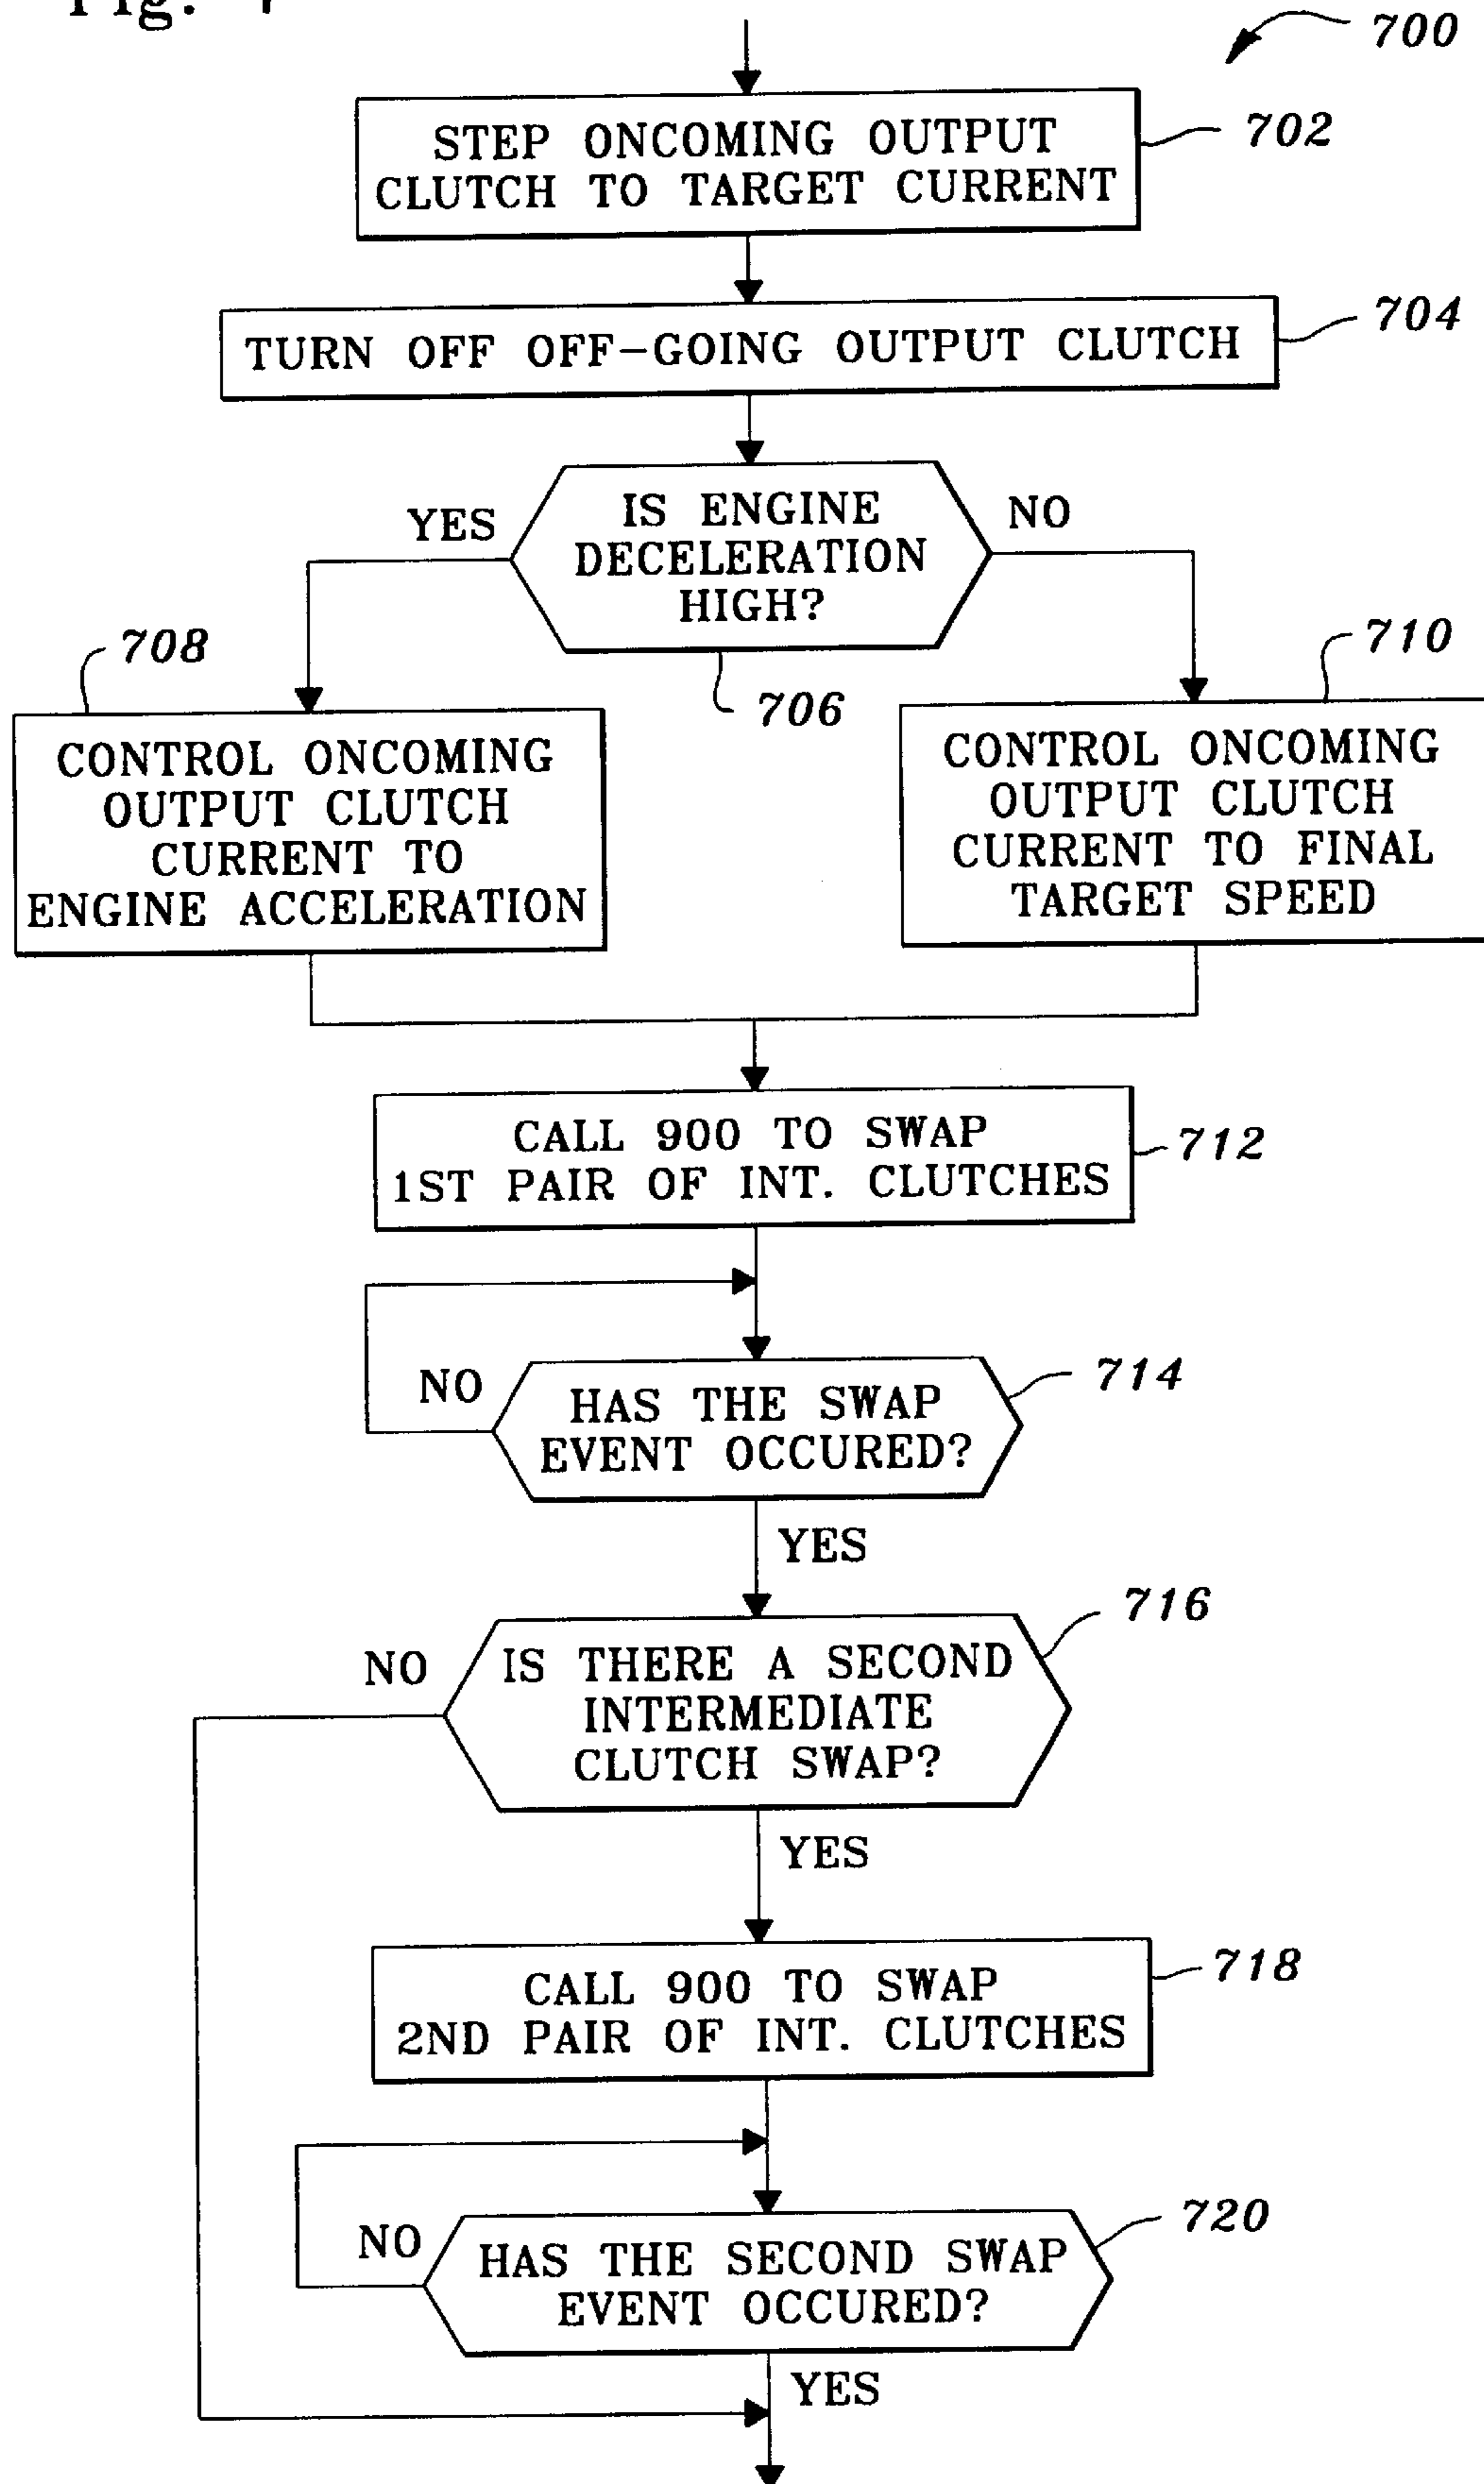 Fig. 7
700
STEP ONCOMING OUTPUT
CLUTCH TO TARGET CURRENT
702
TURN OFF OFF-GOING OUTPUT CLUTCH
704
IS ENGINE
DECELERATION
HIGH?
YES
NO
706
708
CONTROL ONCOMING
OUTPUT CLUTCH
CURRENT TO
ENGINE ACCELERATION
710
CONTROL ONCOMING
OUTPUT CLUTCH
CURRENT TO FINAL
TARGET SPEED
CALL 900 TO SWAP
1ST PAIR OF INT. CLUTCHES
712
NO
HAS THE SWAP
EVENT OCCURED?
714
YES
716
NO
IS THERE A SECOND
INTERMEDIATE
CLUTCH SWAP?
YES
CALL 900 TO SWAP
2ND PAIR OF INT. CLUTCHES
718
NO
HAS THE SECOND SWAP
EVENT OCCURED?
720
YES